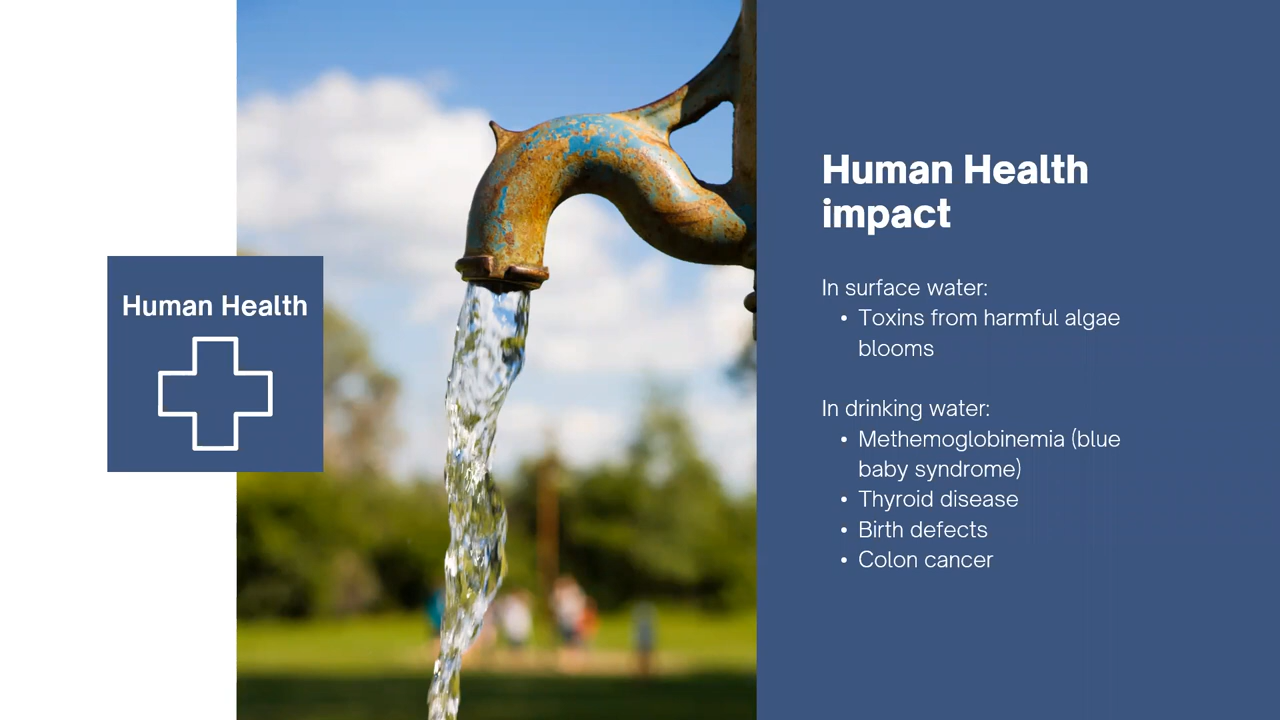 Human Health
Human Health
impact
In surface water:
• Toxins from harmful algae
blooms
In drinking water:
• Methemoglobinemia (blue
baby syndrome)
• Thyroid disease
• Birth defects
• Colon cancer